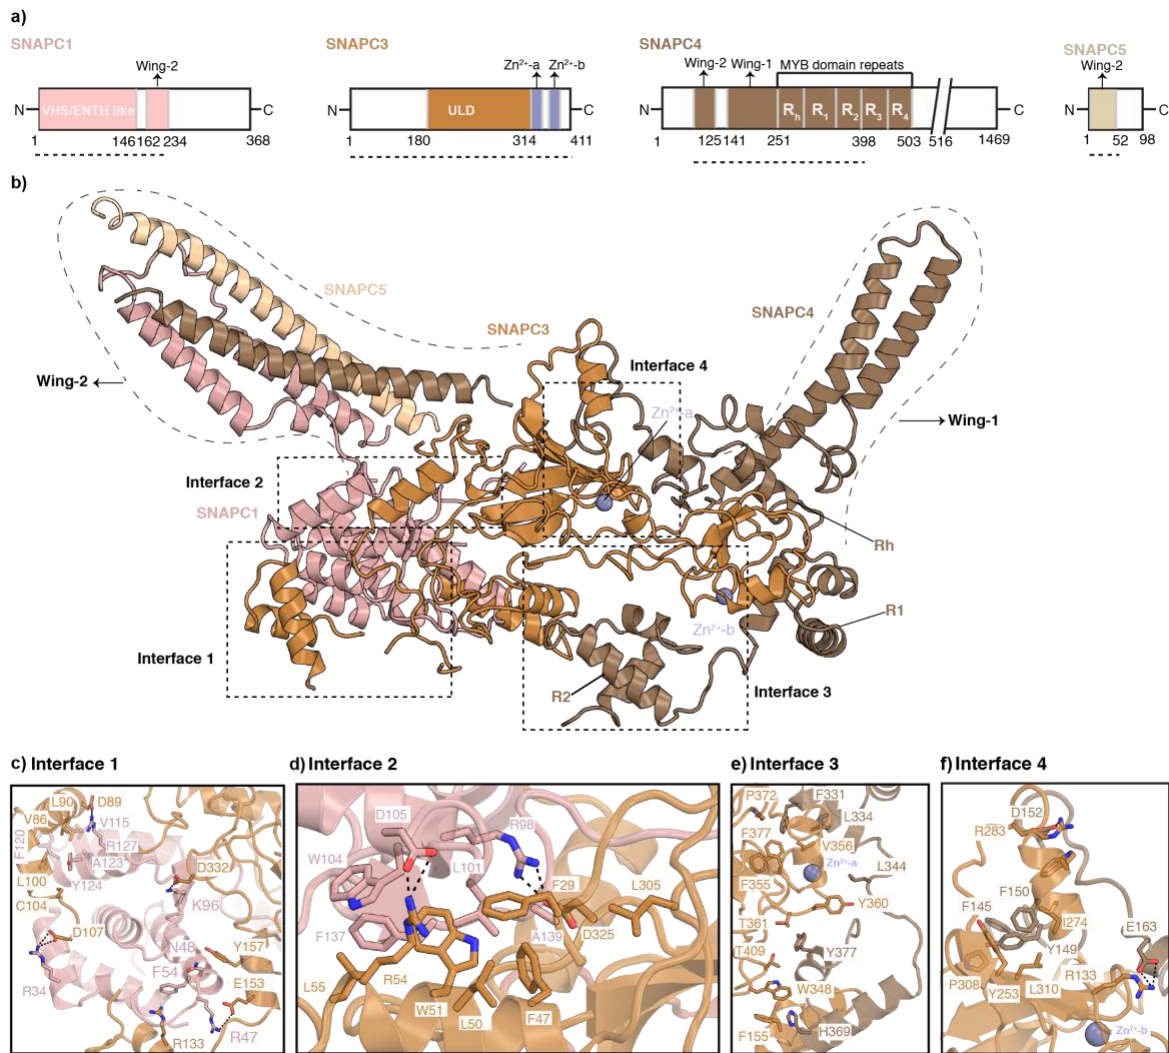 a)
SNAPC1 SNAPC3 SNAPC4 SNAPC5
Wing-2 Zn²⁺-a Zn²⁺-b Wing-2 Wing-1 MYB domain repeats Wing-2
N VHS/ENTH like C N ULD C N Rh R1 R2 R3 R4 C N C
1 146 162 234 368 1 180 314 411 1 125 141 251 398 503 516 1469 1 52 98
b)
SNAPC5
SNAPC3
SNAPC4
Interface 4
Zn²⁺-a
Wing-2
Wing-1
Interface 2
SNAPC1
Rh
R1
Zn²⁺-b
Interface 1
R2
Interface 3
c) Interface 1
L90 D89
V86
V115
F120
R127
A123
D332
L100
Y124
K96
C104
D107
N48
Y157
F54
E153
R34
R47
R133
d) Interface 2
D105
R98
W104
L101
F29
L305
F137
A139
D325
L55
R54
W51
L50
F47
e) Interface 3
P372
F331
L334
F377
V356
Zn²⁺-a
L344
F355
Y360
T361
T409
Y377
W348
F155
H369
f) Interface 4
D152
R283
F150
F145
I274
E163
Y149
R133
P308
Y253
L310
Zn²⁺-b